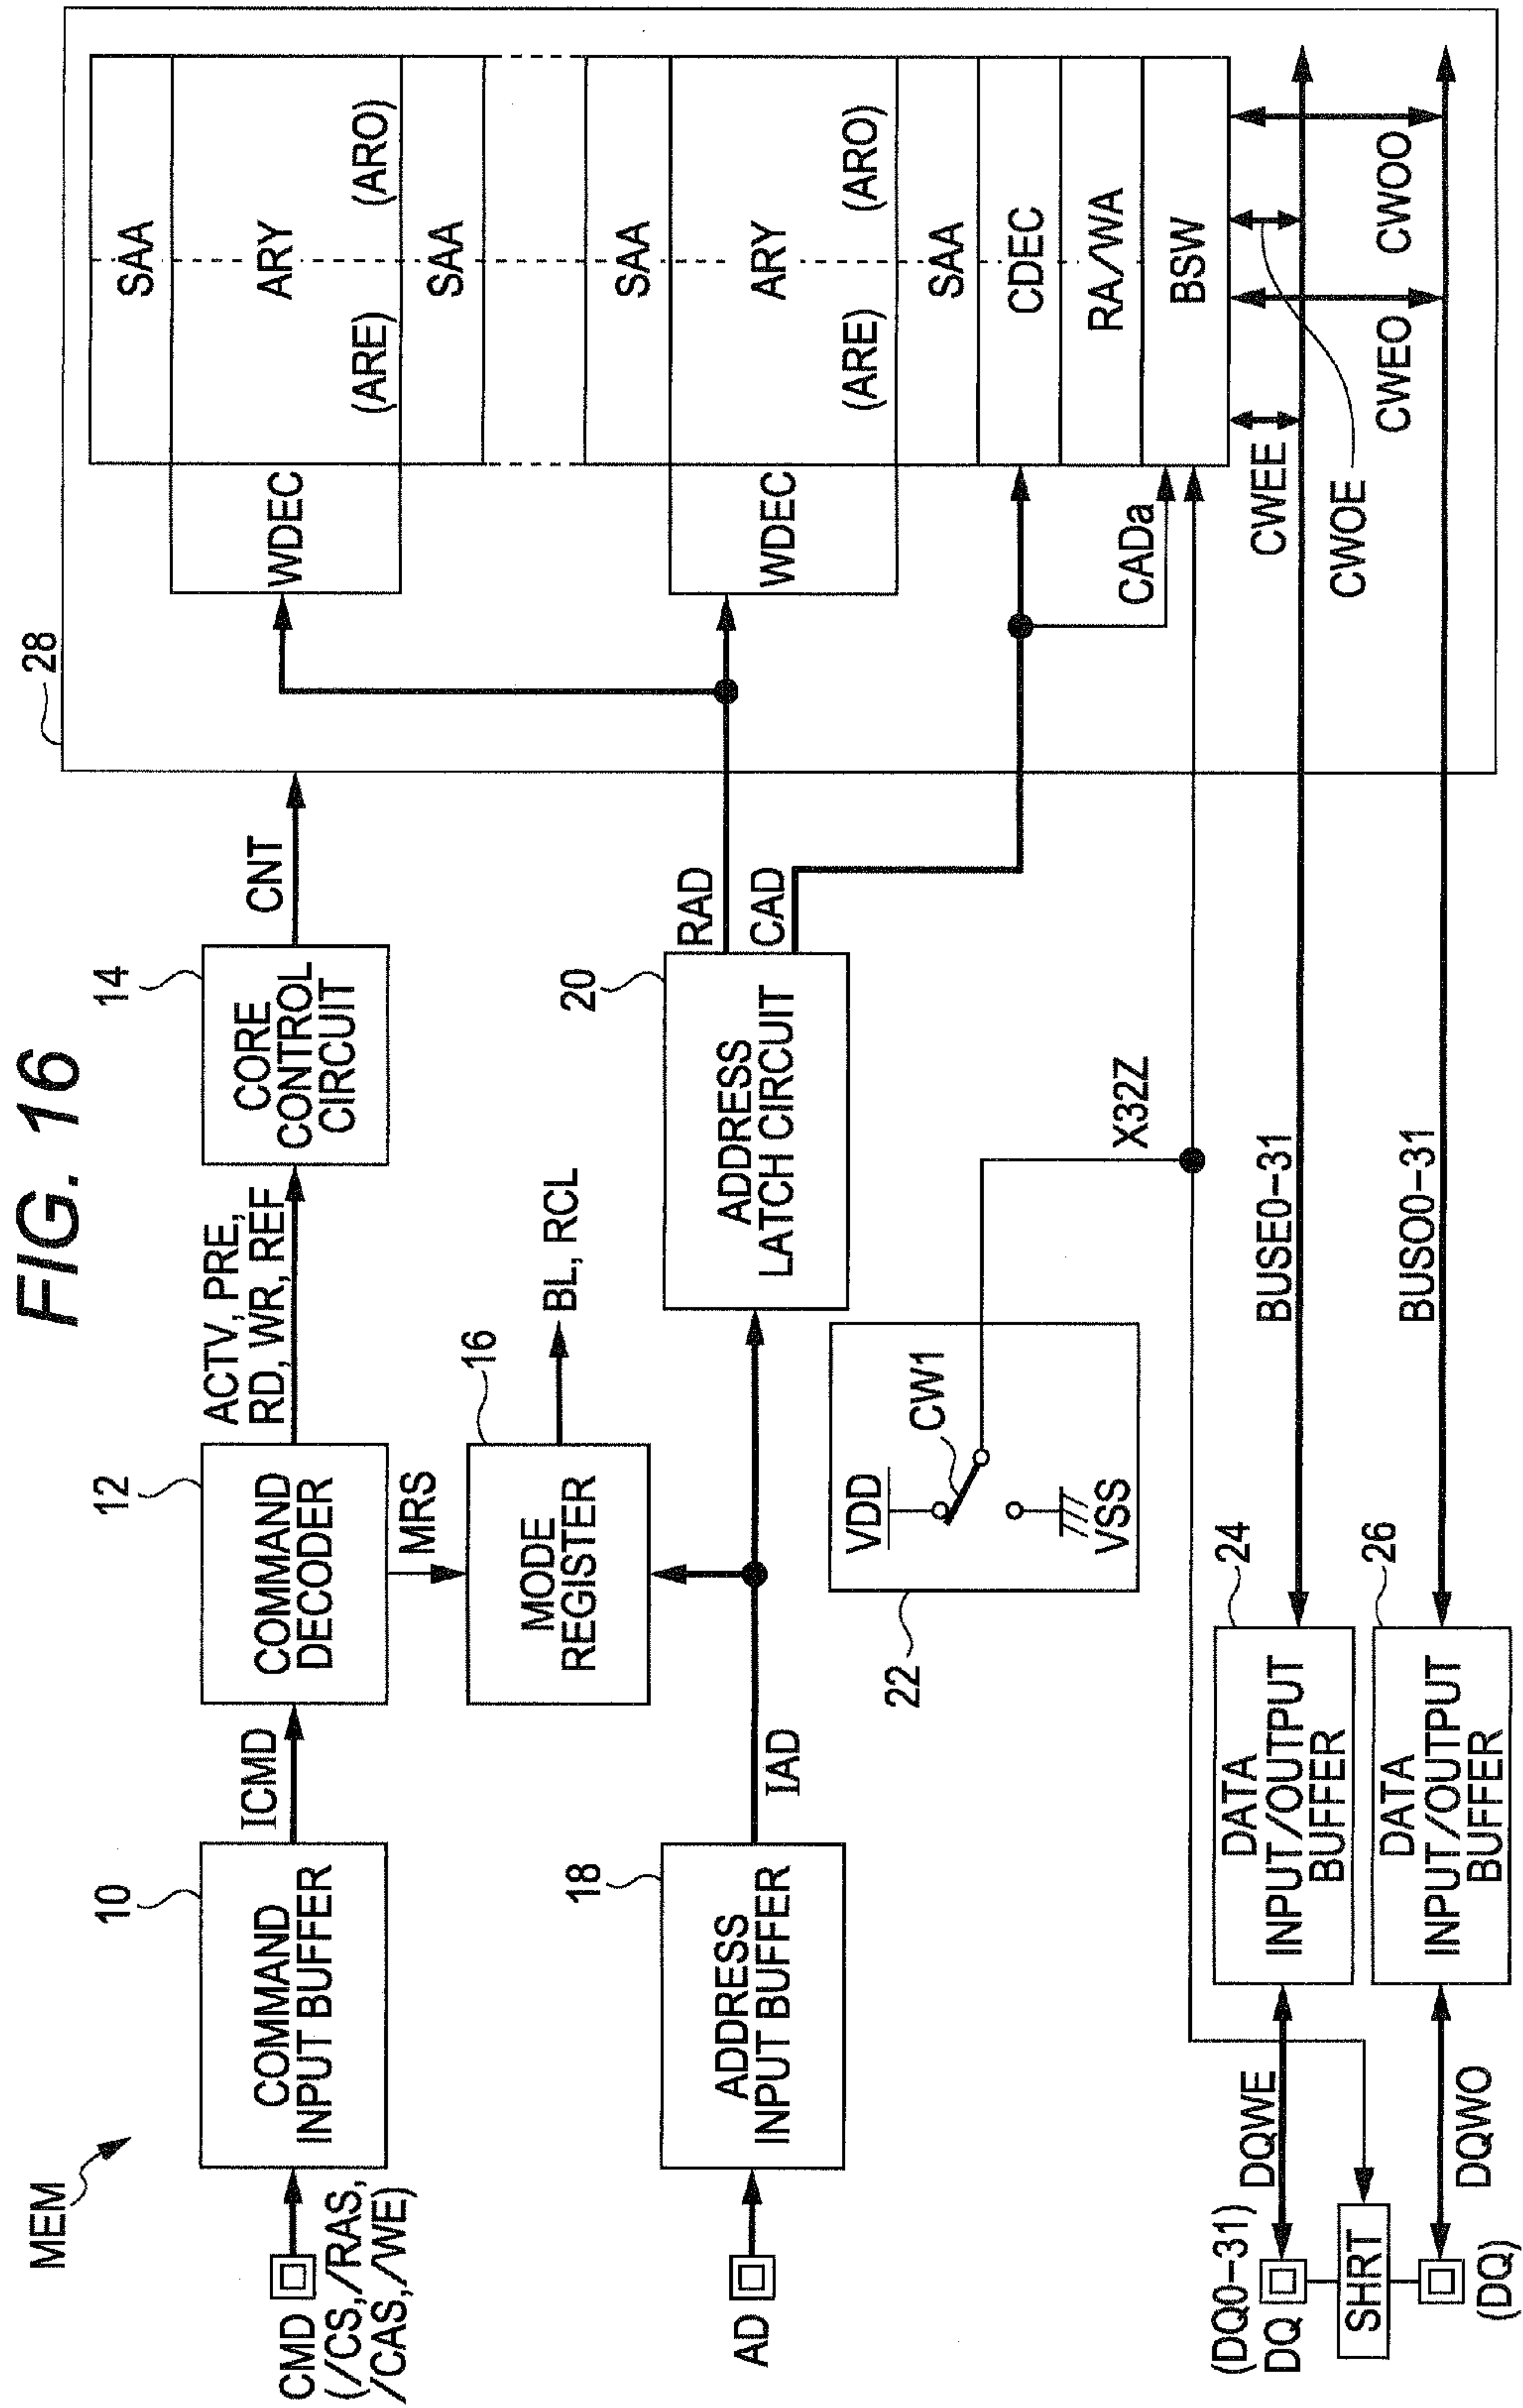 FIG. 16
MEM
CMD
(/CS,/RAS,
/CAS,/WE)
10
COMMAND
INPUT BUFFER
ICMD
12
COMMAND
DECODER
ACTV, PRE,
RD, WR, REF
14
CORE
CONTROL
CIRCUIT
CNT
28
MRS
16
MODE
REGISTER
BL, RCL
AD
18
ADDRESS
INPUT BUFFER
IAD
20
ADDRESS
LATCH CIRCUIT
RAD
CAD
22
VDD
CW1
VSS
X32Z
WDEC
WDEC
SAA
ARY
(ARE)
(ARO)
SAA
SAA
ARY
(ARE)
(ARO)
SAA
CDEC
RA/WA
BSW
CADa
CWEE
CWOE
CWEO
CWOO
(DQ0-31)
DQ
DQWE
24
DATA
INPUT/OUTPUT
BUFFER
BUSE0-31
SHRT
(DQ)
DQWO
26
DATA
INPUT/OUTPUT
BUFFER
BUSO0-31